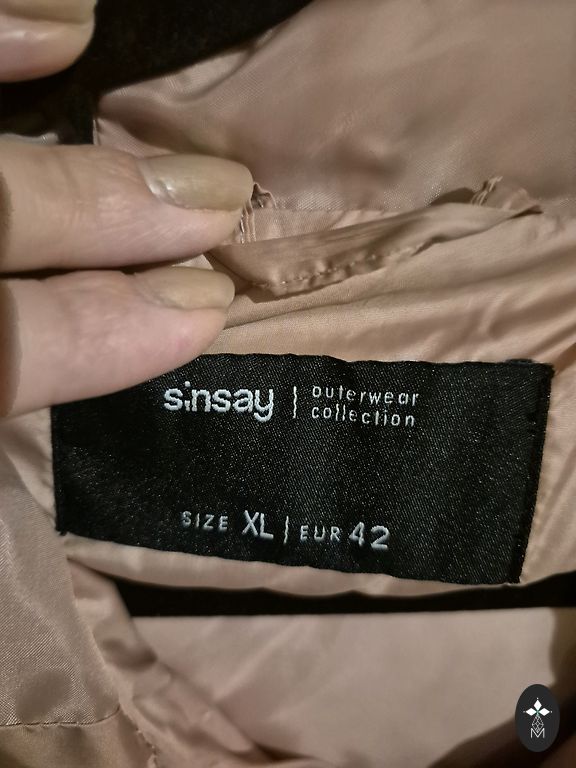 sinsay | outerwear
collection
SIZE XL | EUR 42
M